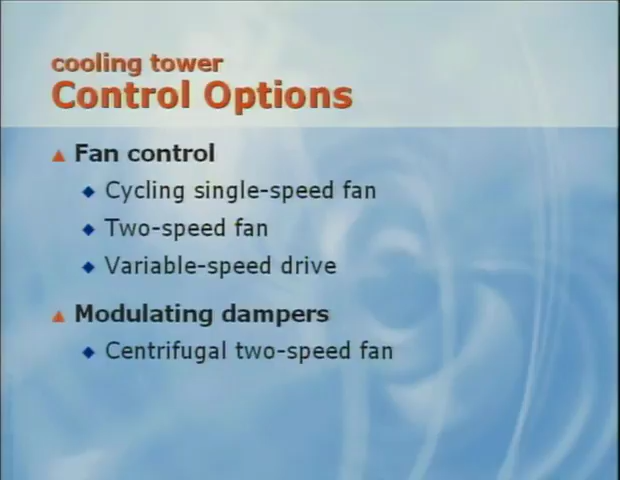 cooling tower
Control Options
Fan control
Cycling single-speed fan
Two-speed fan
Variable-speed drive
Modulating dampers
Centrifugal two-speed fan